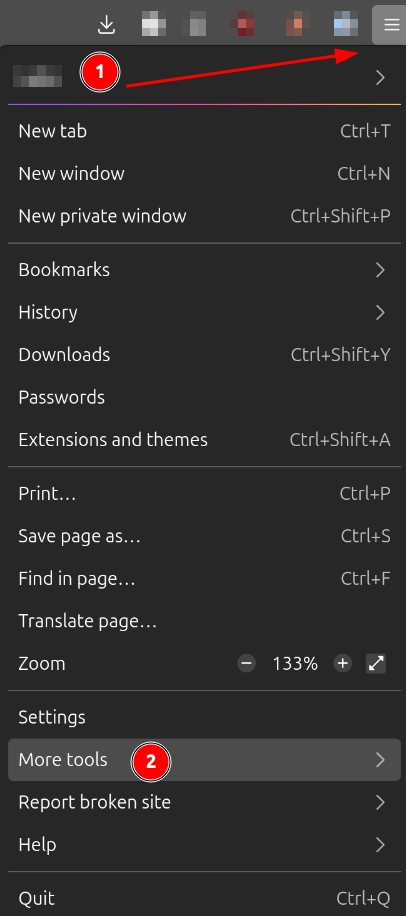 1
New tab Ctrl+T
New window Ctrl+N
New private window Ctrl+Shift+P
Bookmarks
History
Downloads Ctrl+Shift+Y
Passwords
Extensions and themes Ctrl+Shift+A
Print… Ctrl+P
Save page as… Ctrl+S
Find in page… Ctrl+F
Translate page…
Zoom − 133% +
Settings
More tools 2
Report broken site
Help
Quit Ctrl+Q